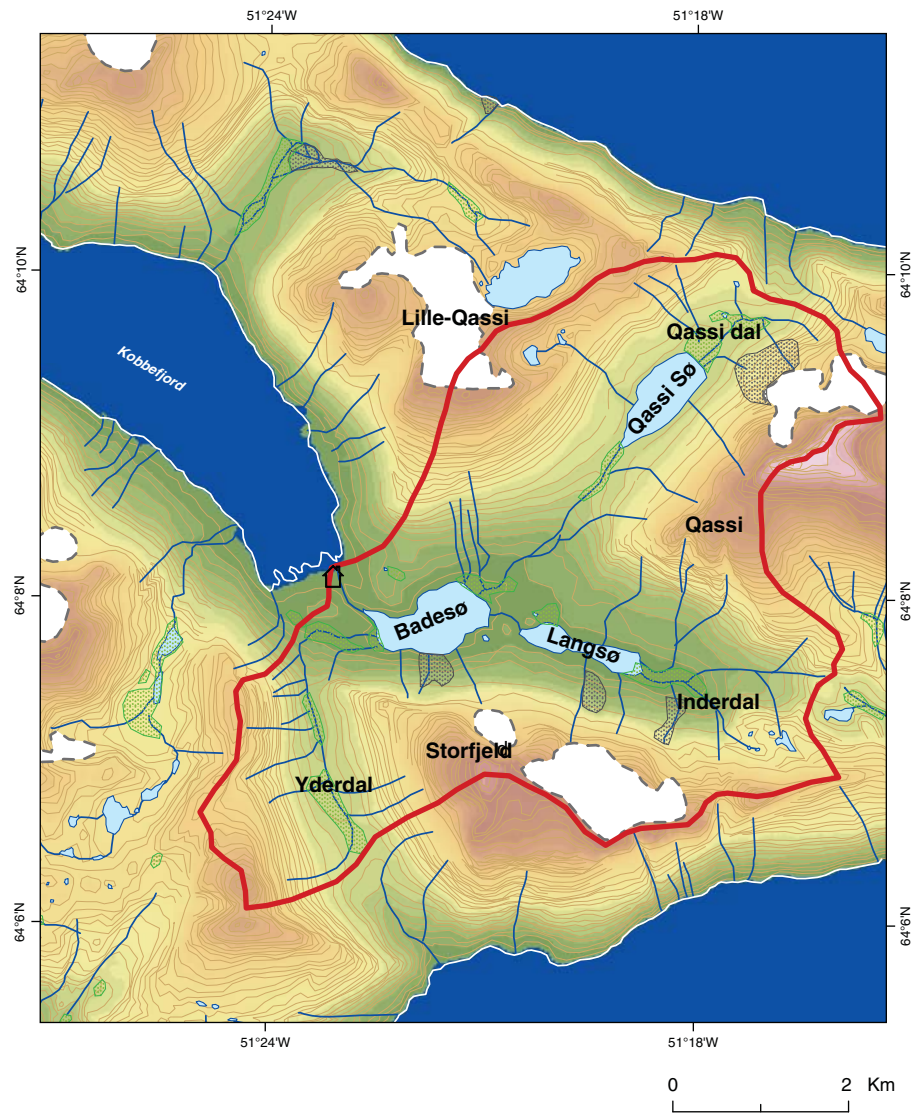 51°24'W 51°18'W
64°10'N 64°10'N
Lille-Qassi
Qassi dal
Kobbefjord
Qassi Sø
Qassi
64°8'N 64°8'N
Badesø
Langsø
Inderdal
Storfjeld
Yderdal
64°6'N 64°6'N
51°24'W 51°18'W
0 2 Km